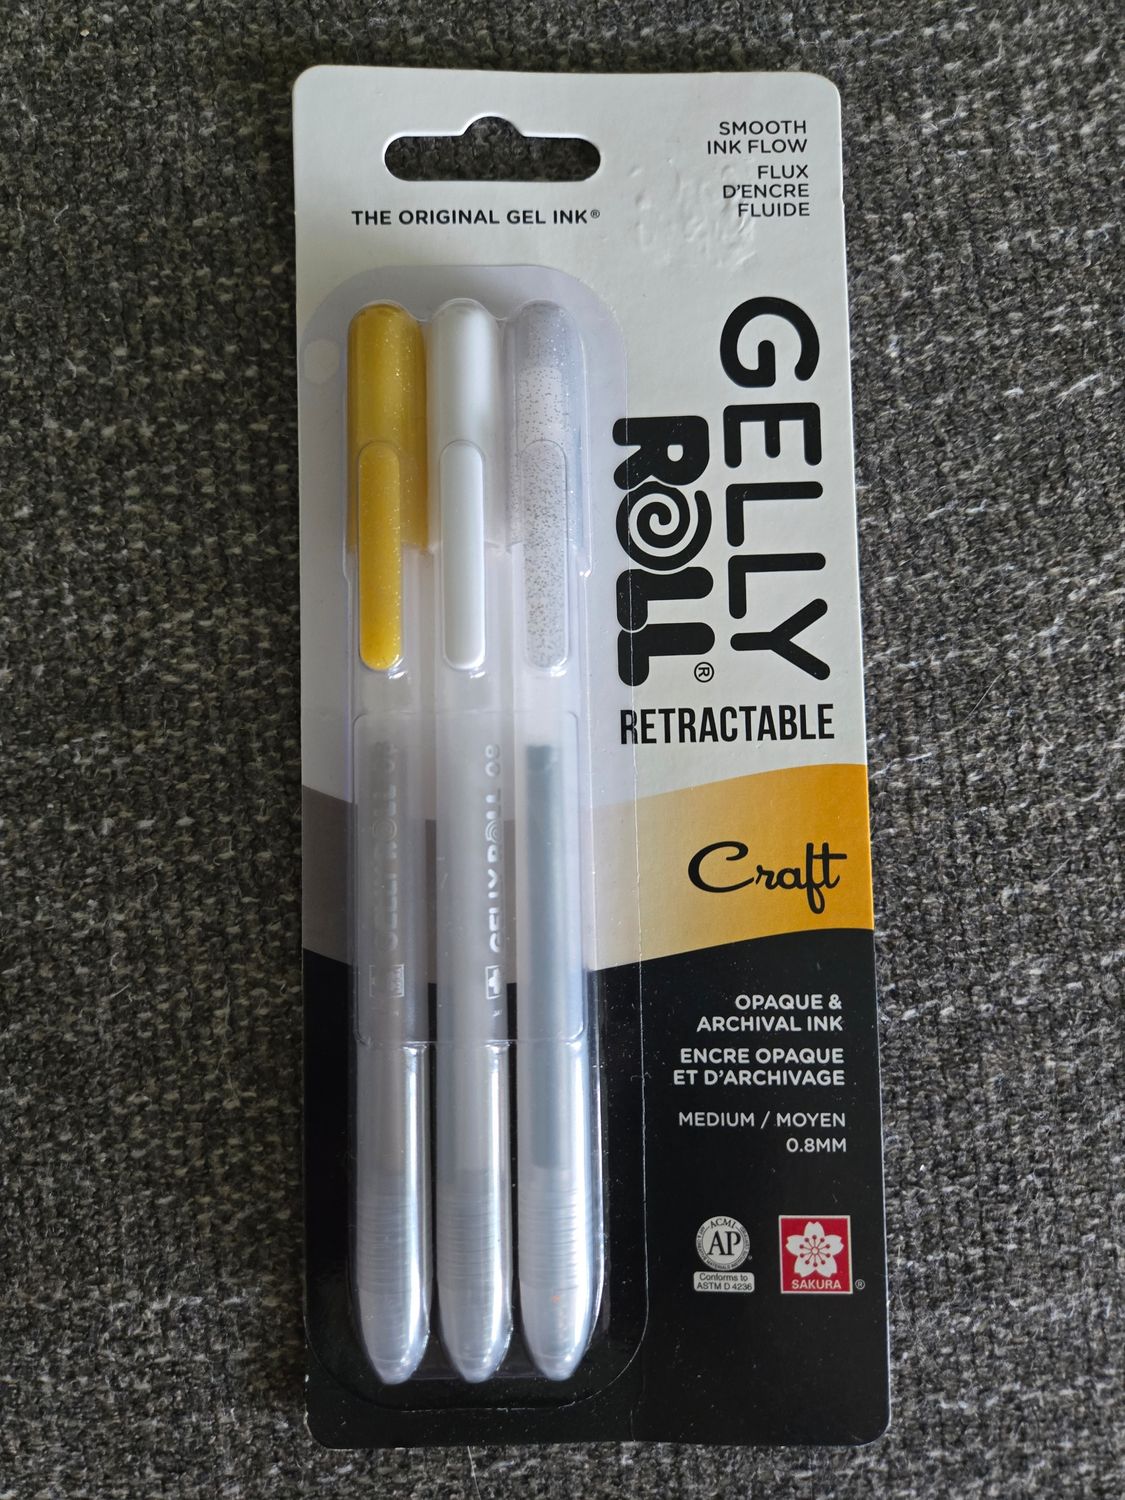 SMOOTH
INK FLOW
FLUX
D'ENCRE
FLUIDE
THE ORIGINAL GEL INK®
GELLY
ROLL®
RETRACTABLE
Craft
GELLY ROLL 08
GELLY ROLL 08
OPAQUE &
ARCHIVAL INK
ENCRE OPAQUE
ET D'ARCHIVAGE
MEDIUM / MOYEN
0.8MM
ACMI
AP
Conforms to
ASTM D 4236
SAKURA®